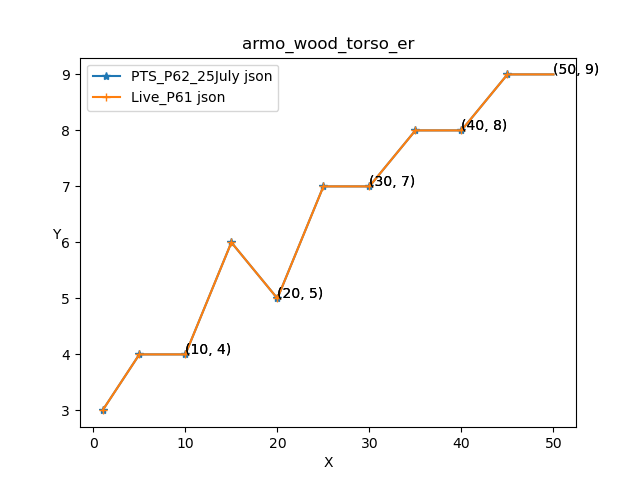 armo_wood_torso_er
PTS_P62_25July json
Live_P61 json
Y
9
8
7
6
5
4
3
(50, 9)
(40, 8)
(30, 7)
(20, 5)
(10, 4)
0 10 20 30 40 50
X